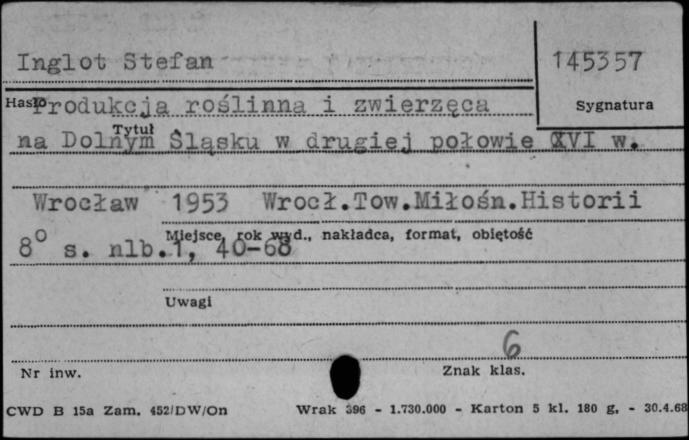 Inglot Stefan
145357
Hasło
Sygnatura
Produkcja roślinna i zwierzęca
Tytuł
na Dolnym Śląsku w drugiej połowie XVI w.
Wrocław 1953 Wrocł.Tow.Miłośn.Historii
Miejsce, rok wyd., nakładca, format, obiętość
8° s. nlb.1, 40-68
Uwagi
6
Nr inw.
Znak klas.
CWD B 15a Zam. 452/DW/On Wrak 396 - 1.730.000 - Karton 5 kl. 180 g, - 30.4.68